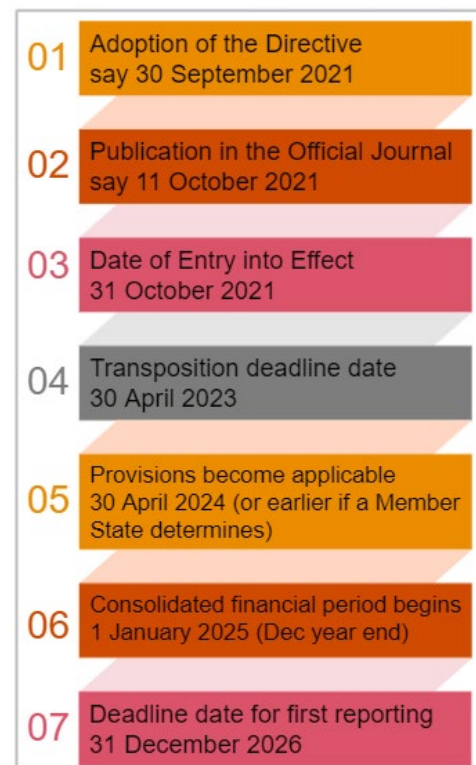 01
Adoption of the Directive
say 30 September 2021
02
Publication in the Official Journal
say 11 October 2021
03
Date of Entry into Effect
31 October 2021
04
Transposition deadline date
30 April 2023
05
Provisions become applicable
30 April 2024 (or earlier if a Member
State determines)
06
Consolidated financial period begins
1 January 2025 (Dec year end)
07
Deadline date for first reporting
31 December 2026